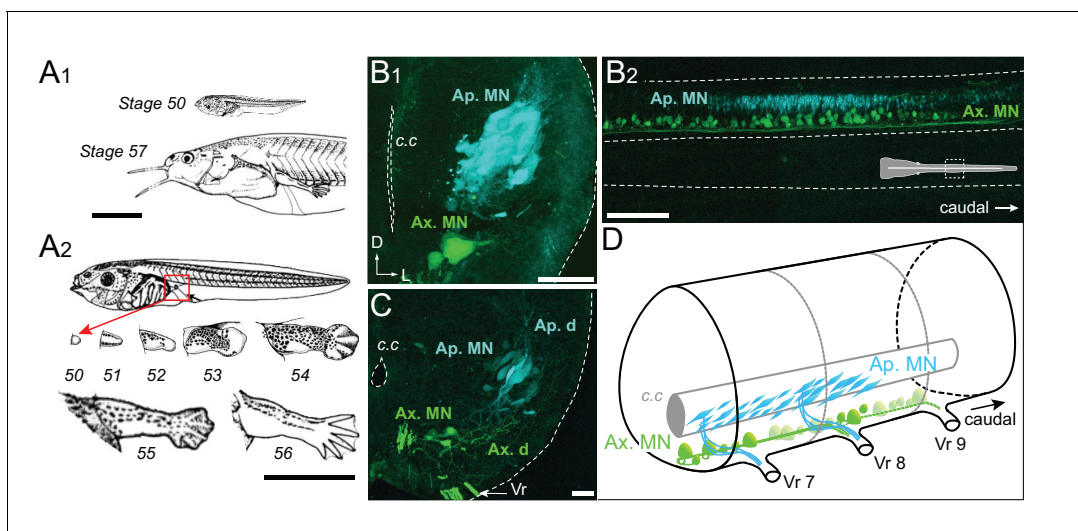 A1
Stage 50
Stage 57
A2
50 51 52 53 54
55 56
B1
Ap. MN
c.c
Ax. MN
D
L
C
Ap. d
c.c
Ap. MN
Ax. MN
Ax. d
Vr
B2
Ap. MN
Ax. MN
caudal
D
c.c
Ap. MN
Ax. MN
caudal
Vr 7
Vr 8
Vr 9